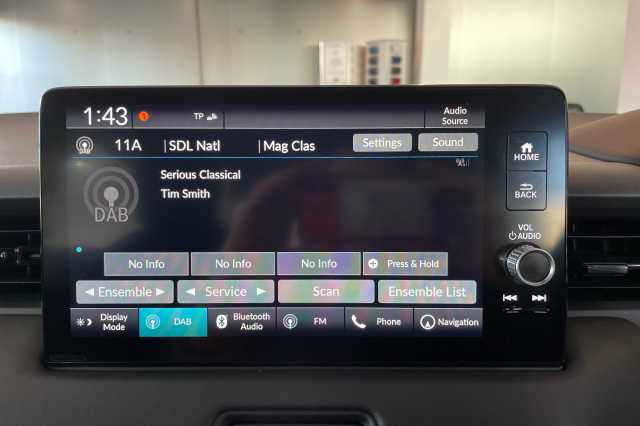 1:43 1 TP Audio Source
DAB 11A SDL Natl Mag Clas Settings Sound
DAB
Serious Classical
Tim Smith
No Info No Info No Info Press & Hold
Ensemble Service Scan Ensemble List
Display Mode DAB Bluetooth Audio FM Phone Navigation
HOME
BACK
VOL
AUDIO